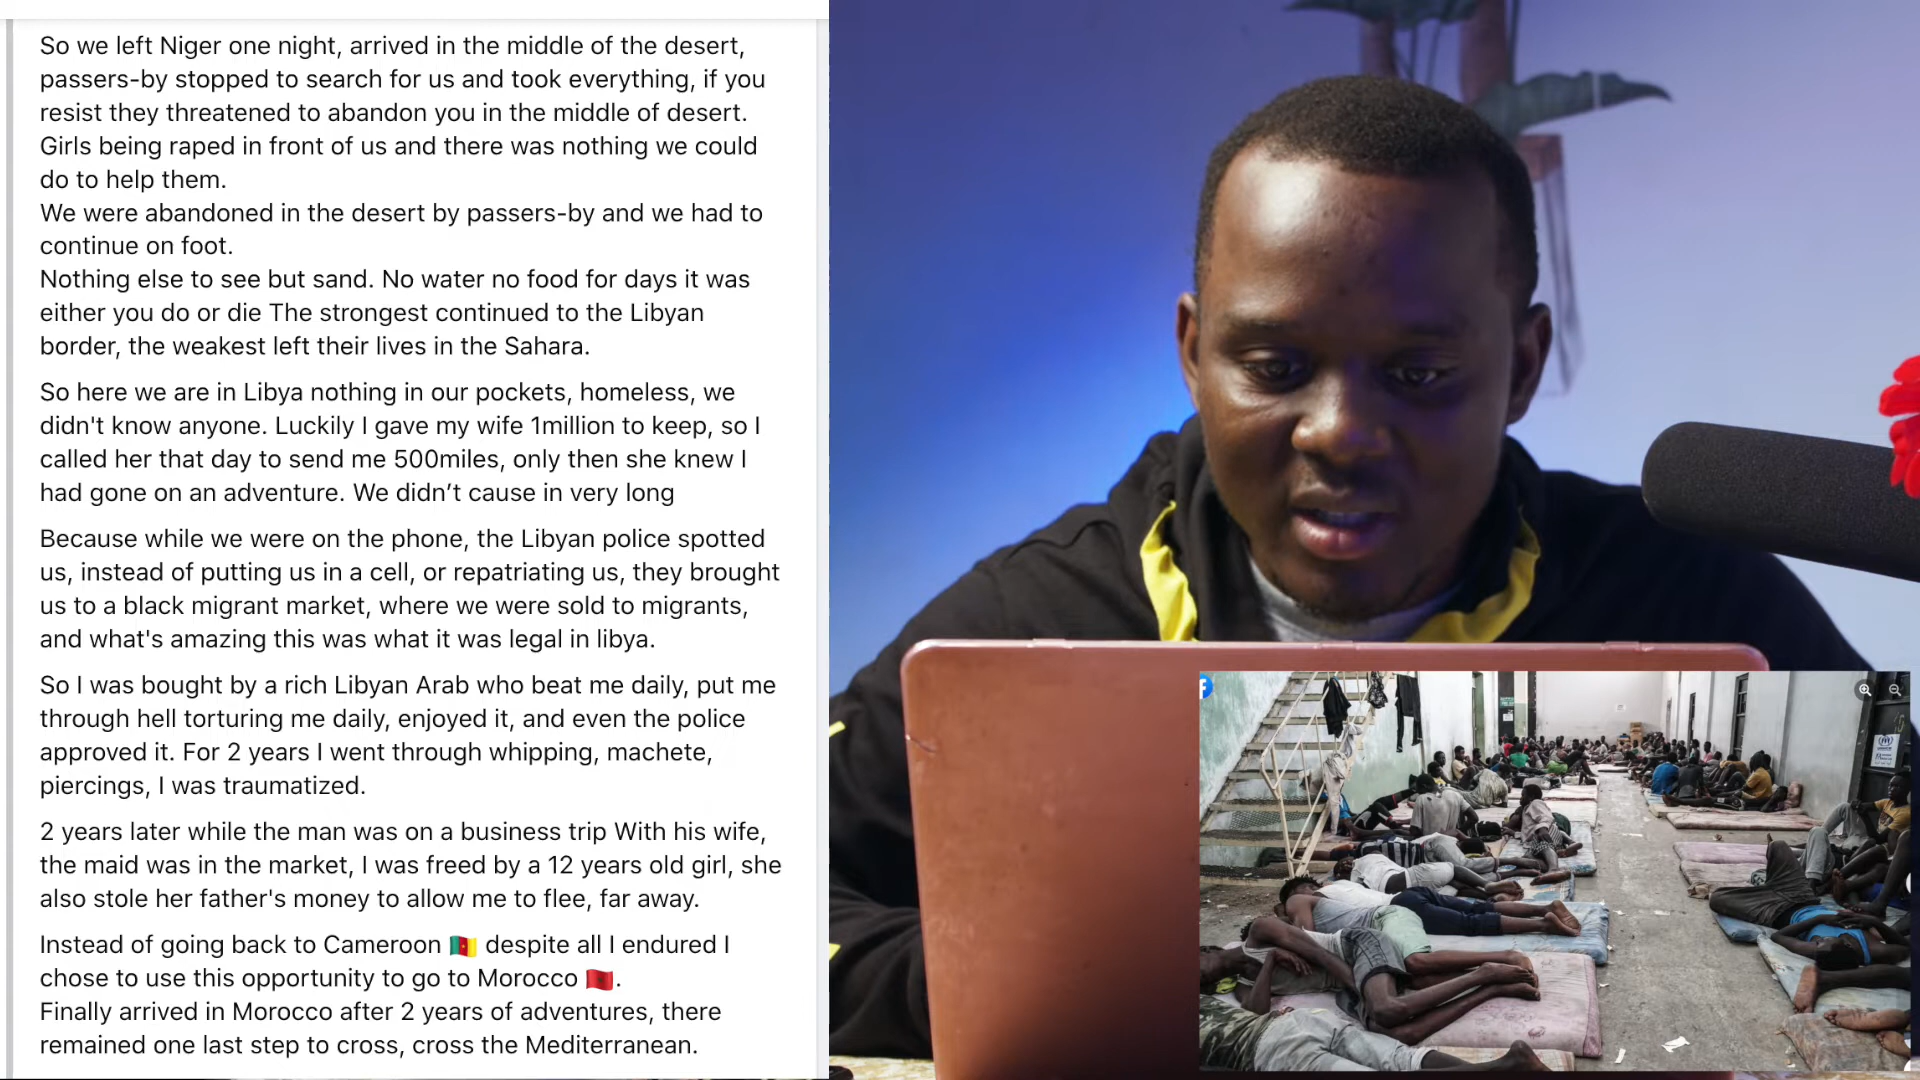 So we left Niger one night, arrived in the middle of the desert,
passers-by stopped to search for us and took everything, if you
resist they threatened to abandon you in the middle of desert.
Girls being raped in front of us and there was nothing we could
do to help them.
We were abandoned in the desert by passers-by and we had to
continue on foot.
Nothing else to see but sand. No water no food for days it was
either you do or die The strongest continued to the Libyan
border, the weakest left their lives in the Sahara.
So here we are in Libya nothing in our pockets, homeless, we
didn't know anyone. Luckily I gave my wife 1million to keep, so I
called her that day to send me 500miles, only then she knew I
had gone on an adventure. We didn’t cause in very long
Because while we were on the phone, the Libyan police spotted
us, instead of putting us in a cell, or repatriating us, they brought
us to a black migrant market, where we were sold to migrants,
and what's amazing this was what it was legal in libya.
So I was bought by a rich Libyan Arab who beat me daily, put me
through hell torturing me daily, enjoyed it, and even the police
approved it. For 2 years I went through whipping, machete,
piercings, I was traumatized.
2 years later while the man was on a business trip With his wife,
the maid was in the market, I was freed by a 12 years old girl, she
also stole her father's money to allow me to flee, far away.
Instead of going back to Cameroon 🇨🇲 despite all I endured I
chose to use this opportunity to go to Morocco 🇲🇦.
Finally arrived in Morocco after 2 years of adventures, there
remained one last step to cross, cross the Mediterranean.